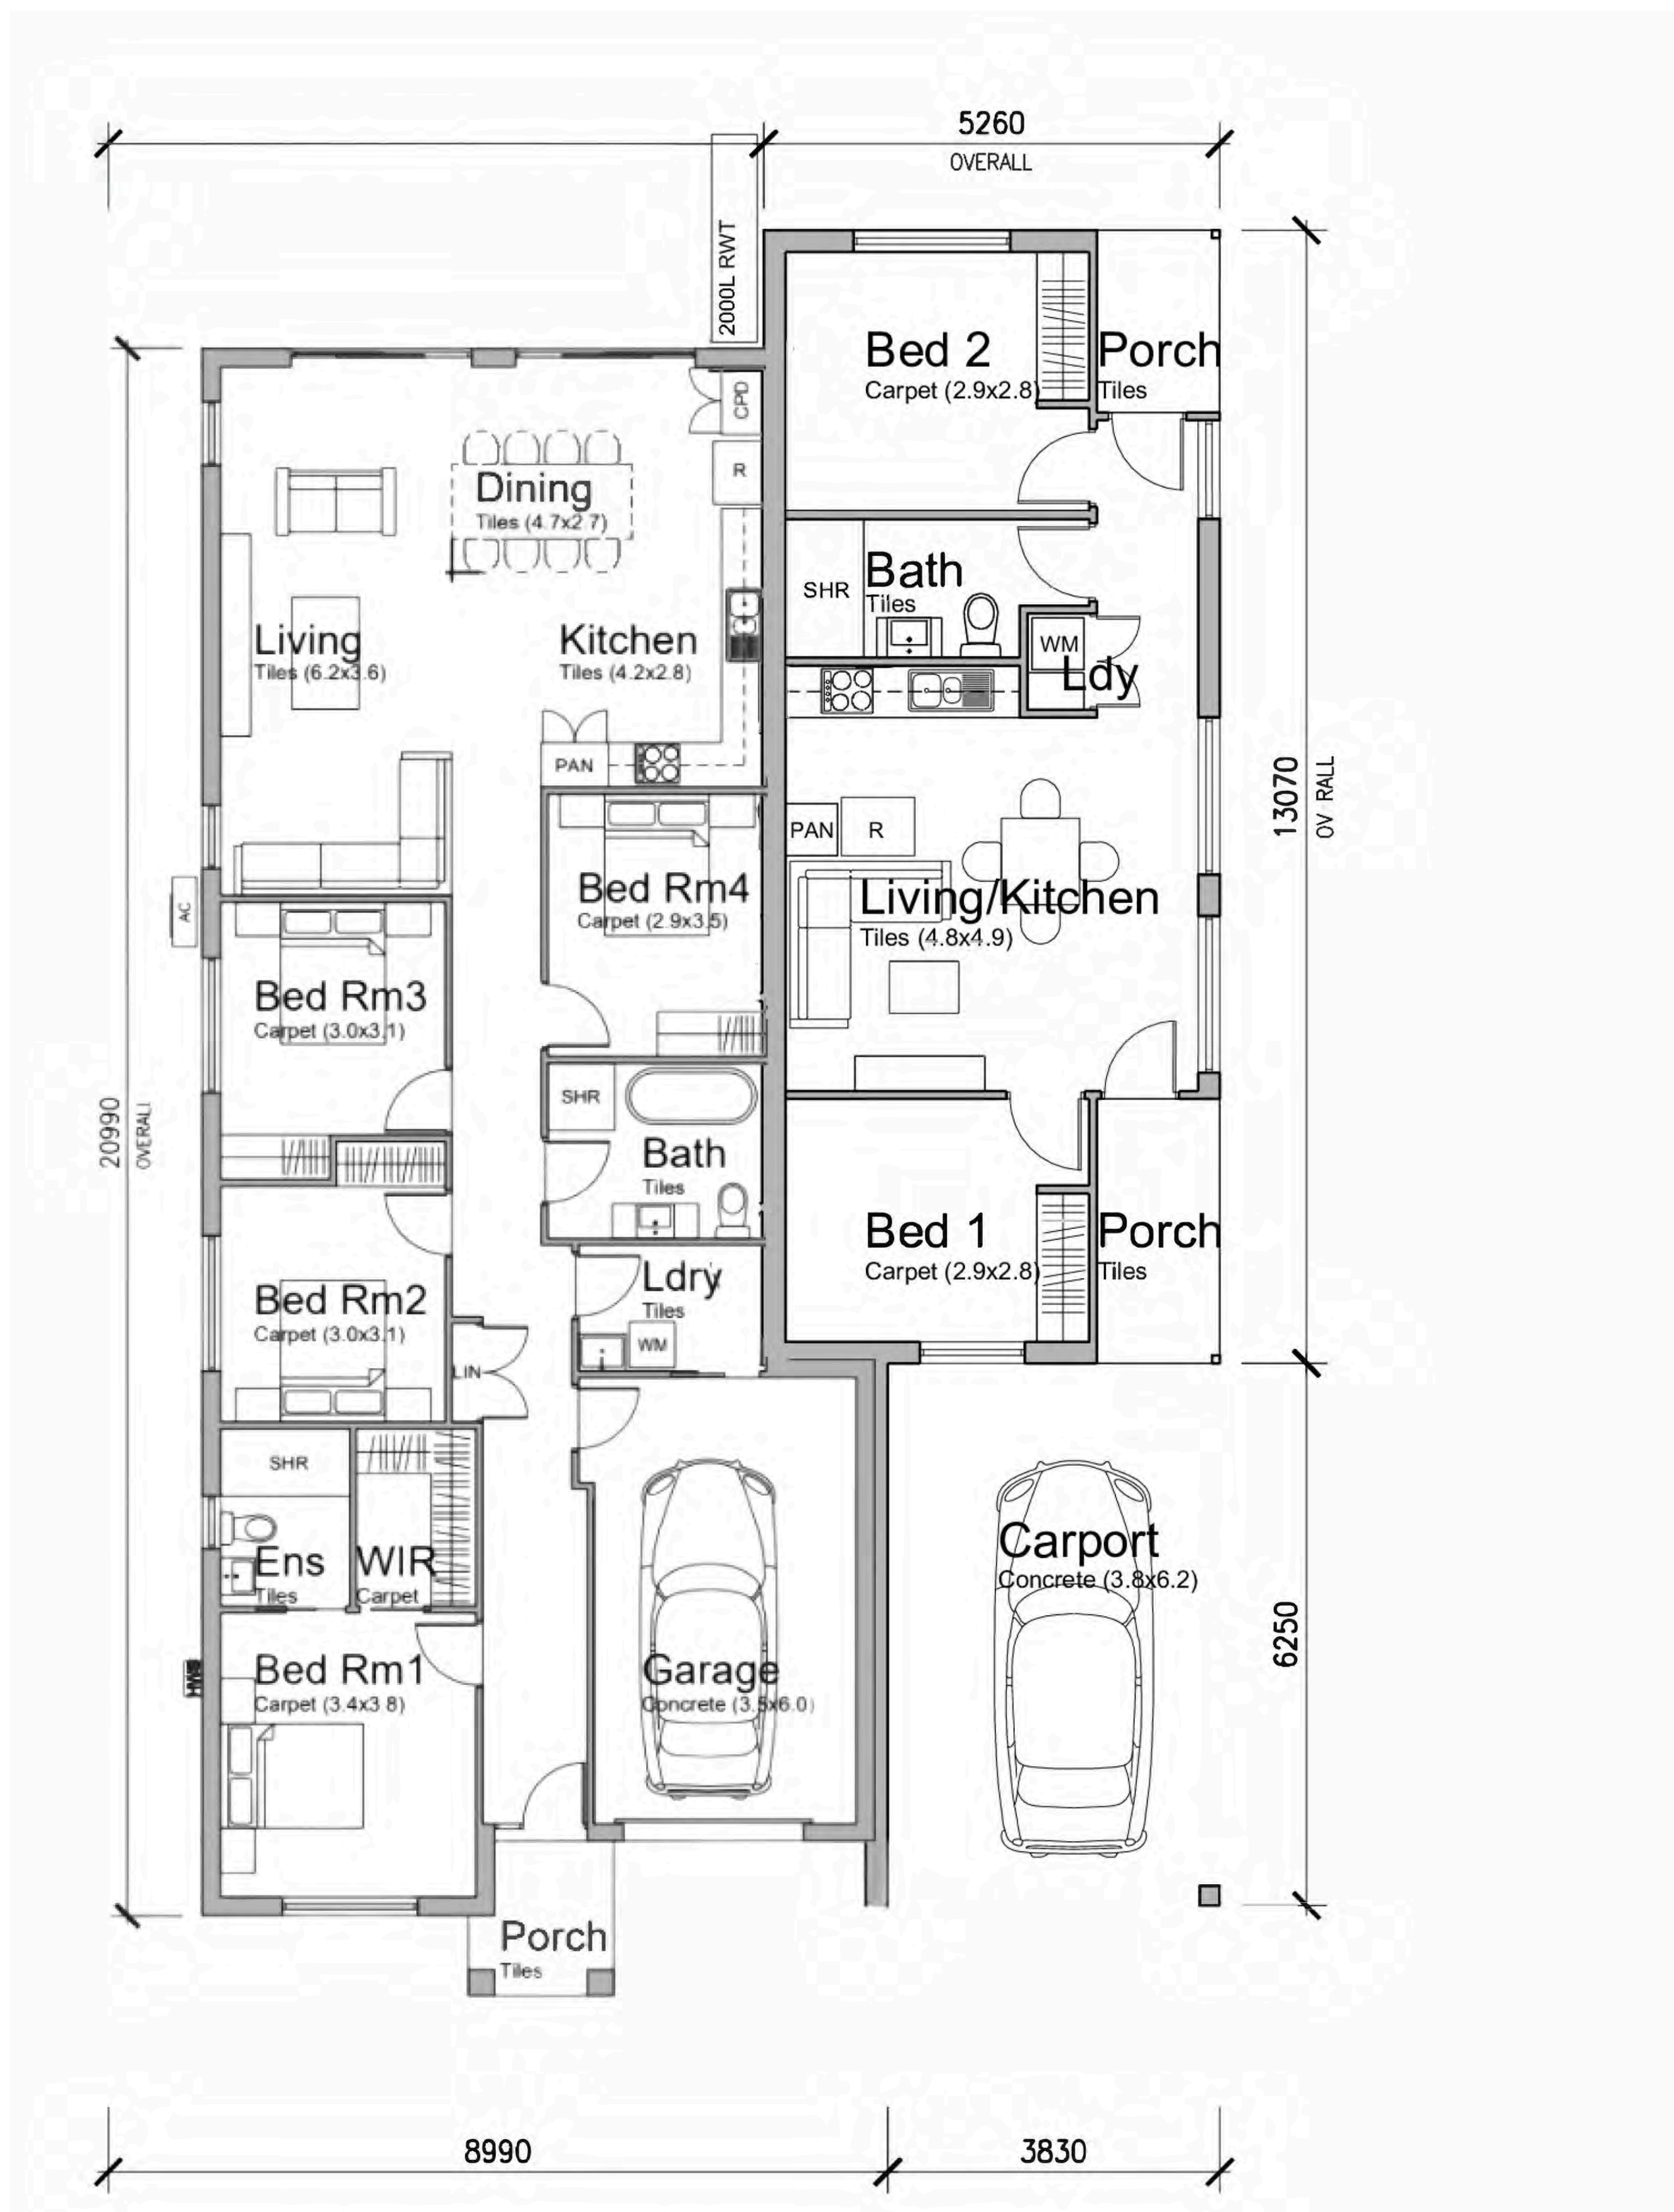 5260
OVERALL
2000L RWT
Bed 2
Carpet (2.9x2.8)
Porch
Tiles
CPD
R
Dining
Tiles (4.7x2 7)
SHR
Bath
Tiles
WM
Ldy
Living
Tiles (6.2x3.6)
Kitchen
Tiles (4.2x2.8)
PAN
PAN
R
13070
OV RALL
Living/Kitchen
Tiles (4.8x4.9)
Bed Rm4
Carpet (2.9x3.5)
AC
Bed Rm3
Carpet (3.0x3.1)
20990
OVERALL
SHR
Bath
Tiles
Bed 1
Carpet (2.9x2.8)
Porch
Tiles
Ldry
Tiles
WM
Bed Rm2
Carpet (3.0x3.1)
LIN
SHR
Ens
Tiles
WIR
Carpet
Carport
Concrete (3.8x6.2)
6250
Bed Rm1
Carpet (3.4x3 8)
Garage
Concrete (3.5x6.0)
Porch
Tiles
8990
3830